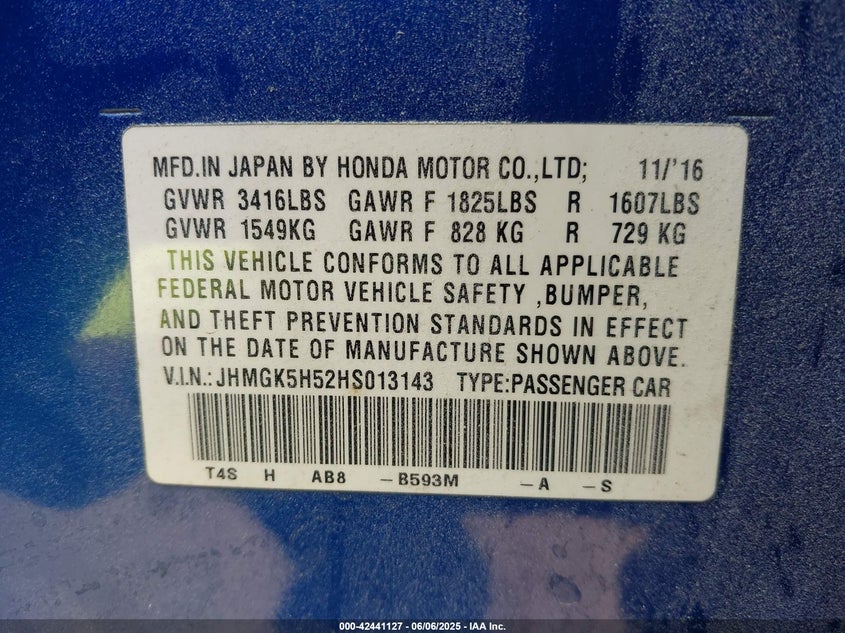 MFD.IN JAPAN BY HONDA MOTOR CO.,LTD; 11/'16
GVWR 3416LBS GAWR F 1825LBS R 1607LBS
GVWR 1549KG GAWR F 828 KG R 729 KG
THIS VEHICLE CONFORMS TO ALL APPLICABLE
FEDERAL MOTOR VEHICLE SAFETY ,BUMPER,
AND THEFT PREVENTION STANDARDS IN EFFECT
ON THE DATE OF MANUFACTURE SHOWN ABOVE.
V.I.N.:JHMGK5H52HS013143 TYPE:PASSENGER CAR
T4S H AB8 -B593M -A -S
000-42441127 - 06/06/2025 - IAA Inc.